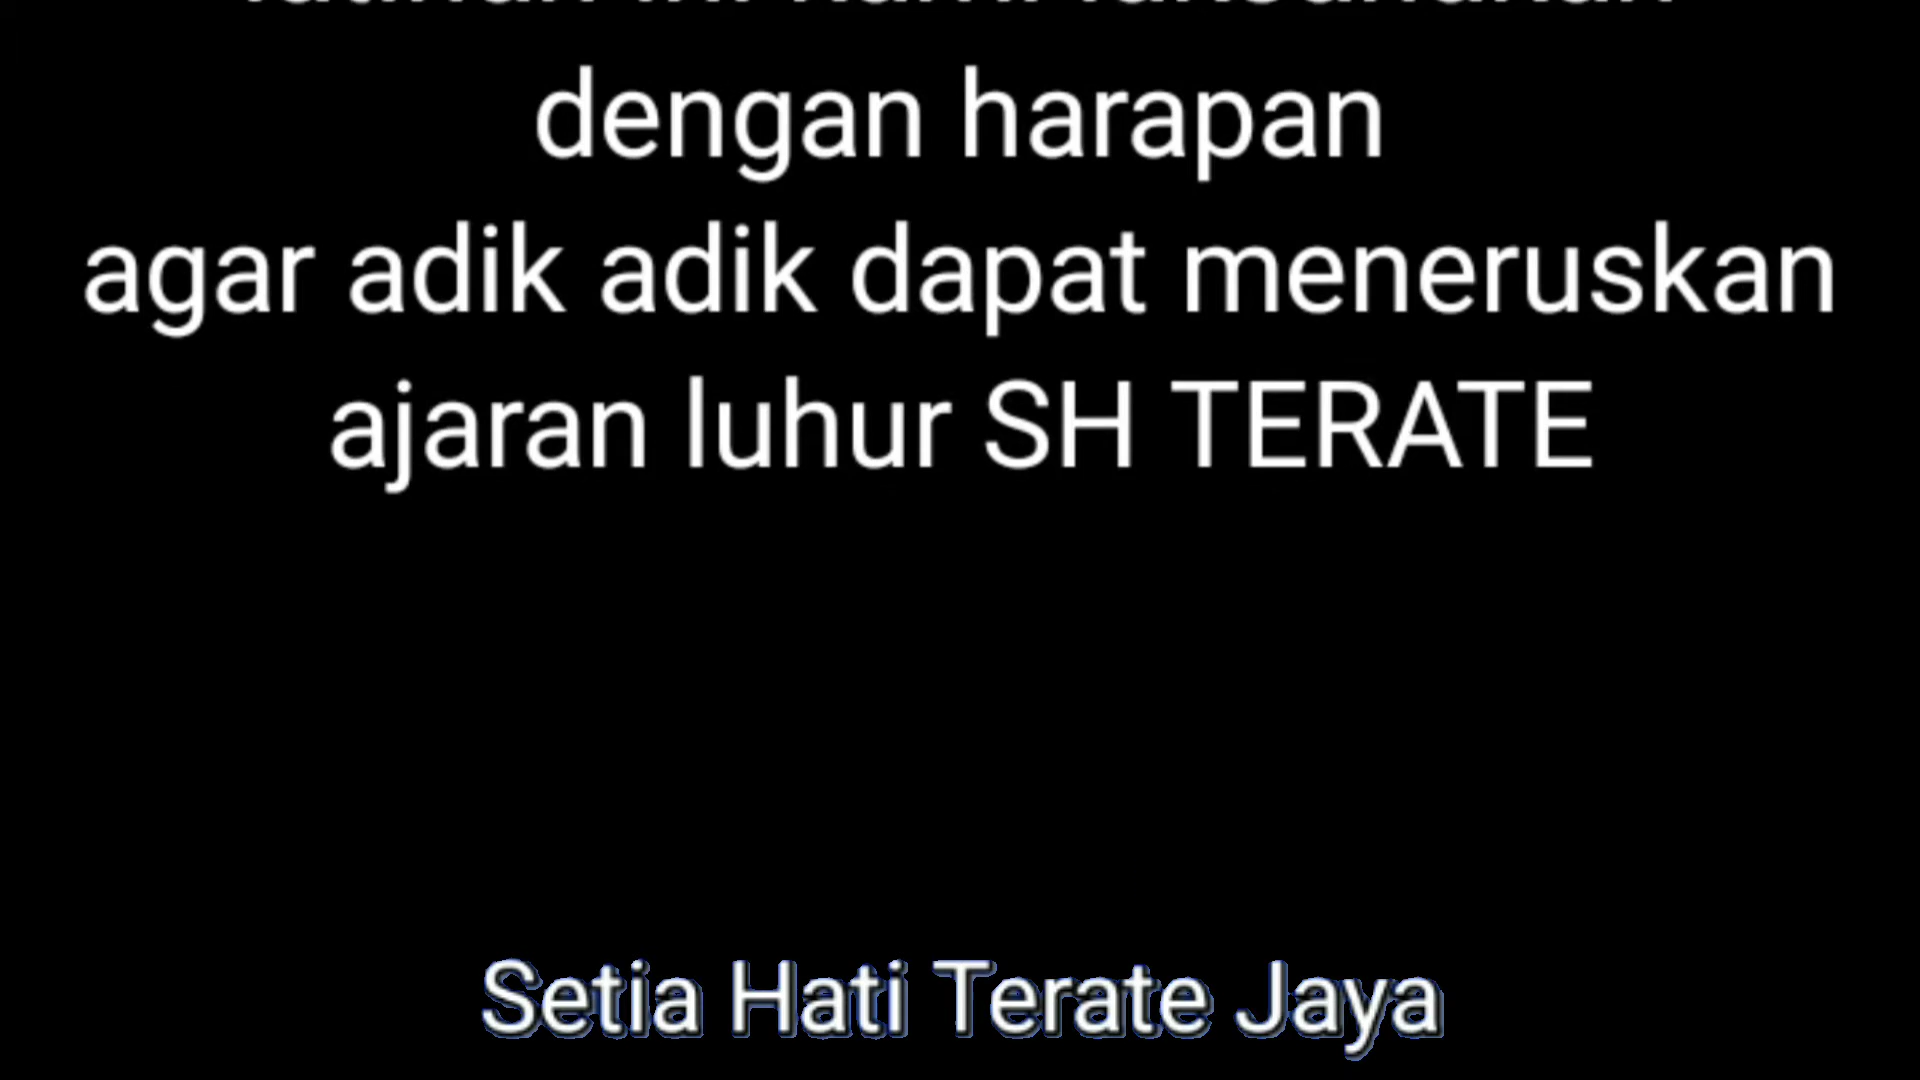 dengan harapan
agar adik adik dapat meneruskan
ajaran luhur SH TERATE
Setia Hati Terate Jaya